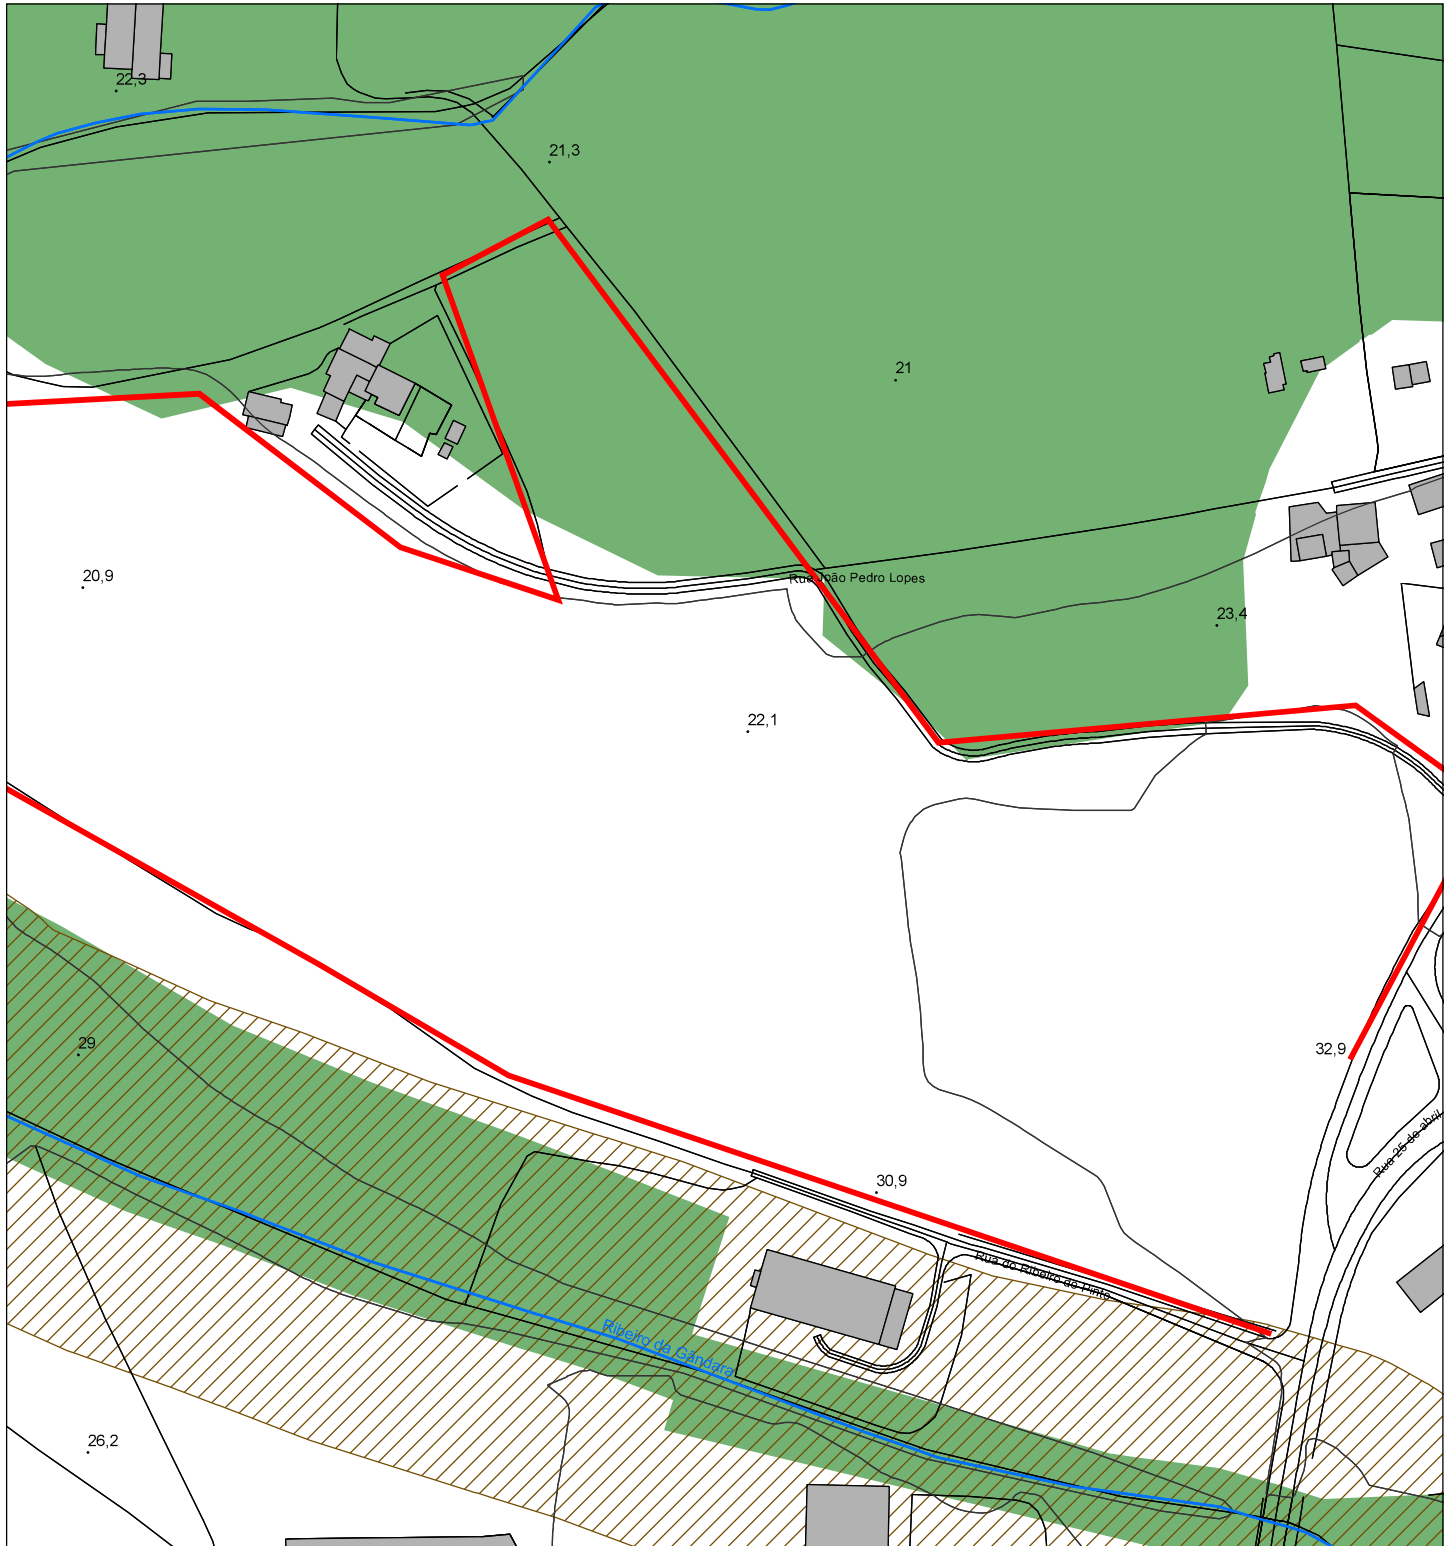 22,3
21,3
21
Rua João Pedro Lopes
20,9
23,4
22,1
29
32,9
Rua 25 de abril
30,9
Rua do Ribeiro do Pinto
Ribeiro da Gândara
26,2